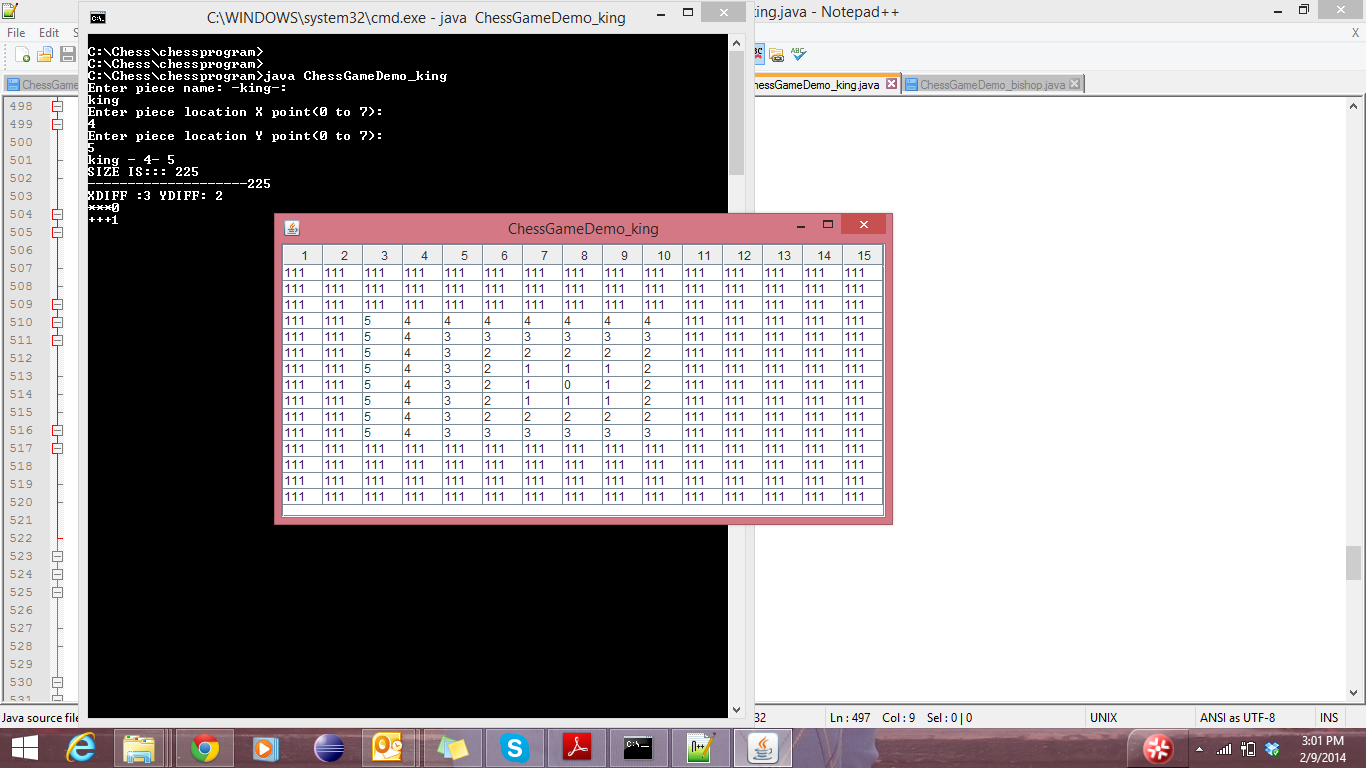 C:\WINDOWS\system32\cmd.exe - java  ChessGameDemo_king
king.java - Notepad++
File Edit S
X
ChessGame
hessGameDemo_king.java
ChessGameDemo_bishop.java
C:\Chess\chessprogram>
C:\Chess\chessprogram>
C:\Chess\chessprogram>java ChessGameDemo_king
Enter piece name: -king-:
king
Enter piece location X point(0 to 7):
4
Enter piece location Y point(0 to 7):
5
king - 4- 5
SIZE IS::: 225
--------------------225
XDIFF :3 YDIFF: 2
***0
+++1
498
499
500
501
502
503
504
505
506
507
508
509
510
511
512
513
514
515
516
517
518
519
520
521
522
523
524
525
526
527
528
529
530
531
ChessGameDemo_king
1 2 3 4 5 6 7 8 9 10 11 12 13 14 15
111 111 111 111 111 111 111 111 111 111 111 111 111 111 111
111 111 111 111 111 111 111 111 111 111 111 111 111 111 111
111 111 111 111 111 111 111 111 111 111 111 111 111 111 111
111 111 5 4 4 4 4 4 4 4 111 111 111 111 111
111 111 5 4 3 3 3 3 3 3 111 111 111 111 111
111 111 5 4 3 2 2 2 2 2 111 111 111 111 111
111 111 5 4 3 2 1 1 1 2 111 111 111 111 111
111 111 5 4 3 2 1 0 1 2 111 111 111 111 111
111 111 5 4 3 2 1 1 1 2 111 111 111 111 111
111 111 5 4 3 2 2 2 2 2 111 111 111 111 111
111 111 5 4 3 3 3 3 3 3 111 111 111 111 111
111 111 111 111 111 111 111 111 111 111 111 111 111 111 111
111 111 111 111 111 111 111 111 111 111 111 111 111 111 111
111 111 111 111 111 111 111 111 111 111 111 111 111 111 111
111 111 111 111 111 111 111 111 111 111 111 111 111 111 111
Java source file
32
Ln : 497 Col : 9 Sel : 0 | 0
UNIX
ANSI as UTF-8
INS
3:01 PM
2/9/2014